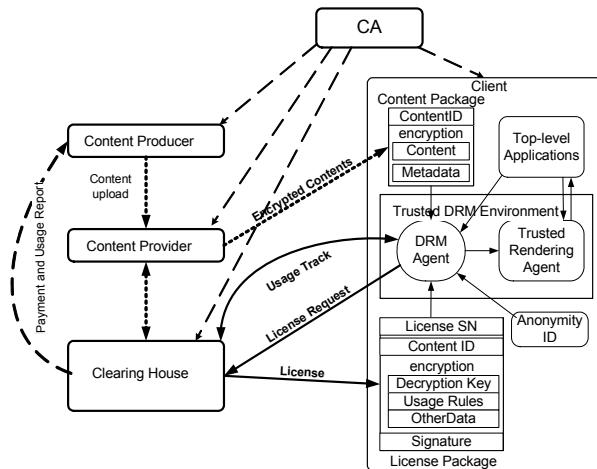 CA
Client
Content Package
ContentID
encryption
Content
Metadata
Top-level
Applications
Content Producer
Content
upload
Encrypted Contents
Payment and Usage Report
Content Provider
Trusted DRM Environment
DRM
Agent
Trusted
Rendering
Agent
Usage Track
License Request
Anonymity
ID
License SN
Content ID
encryption
Decryption Key
Usage Rules
OtherData
Signature
License Package
Clearing House
License